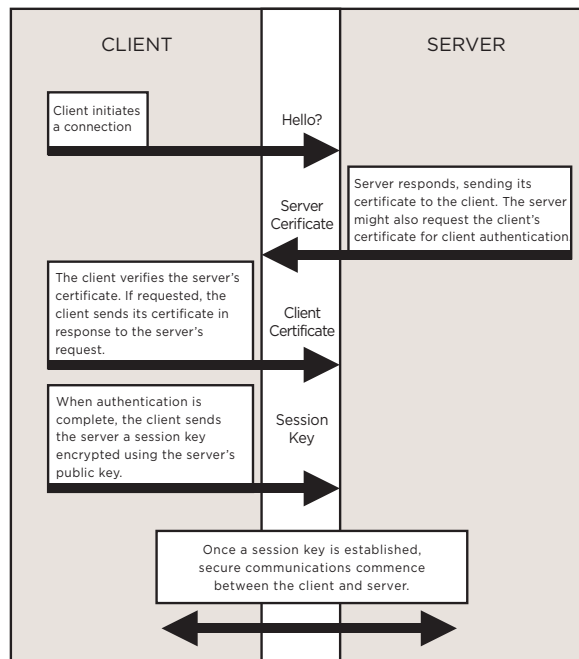 CLIENT
SERVER
Client initiates
a connection
Hello?
Server responds, sending its
certificate to the client. The server
might also request the client's
certificate for client authentication
Server
Cerificate
The client verifies the server's
certificate. If requested, the
client sends its certificate in
response to the server's
request.
Client
Certificate
When authentication is
complete, the client sends
the server a session key
encrypted using the server's
public key.
Session
Key
Once a session key is established,
secure communications commence
between the client and server.